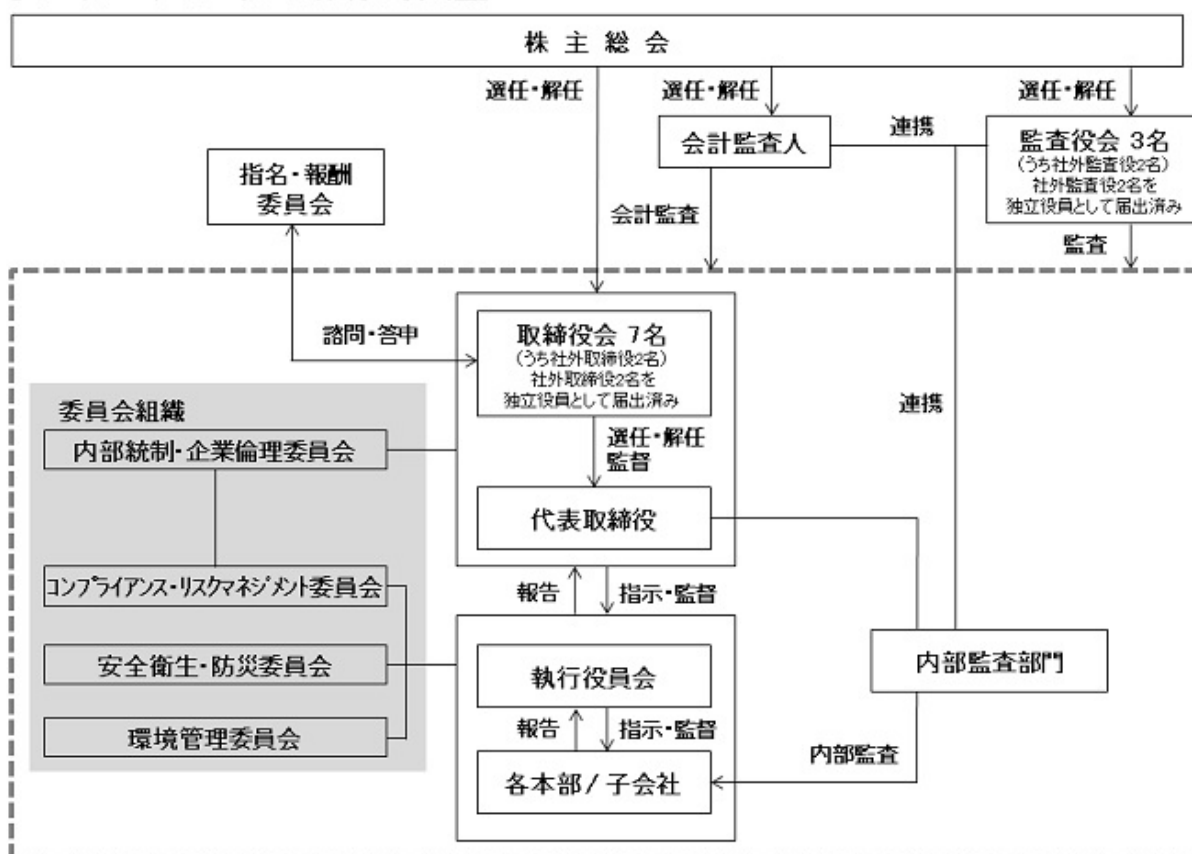 株主総会
選任・解任
選任・解任
選任・解任
会計監査人
連携
監査役会 3名
(うち社外監査役2名)
社外監査役2名を
独立役員として届出済み
指名・報酬
委員会
会計監査
監査
諮問・答申
取締役会 7名
(うち社外取締役2名)
社外取締役2名を
独立役員として届出済み
連携
委員会組織
内部統制・企業倫理委員会
選任・解任
監督
代表取締役
コンプライアンス・リスクマネジメント委員会
報告
指示・監督
安全衛生・防災委員会
執行役員会
内部監査部門
環境管理委員会
報告
指示・監督
内部監査
各本部/子会社